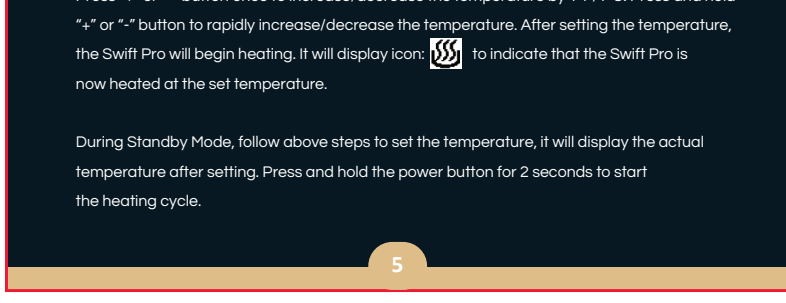 "+" or "-" button to rapidly increase/decrease the temperature. After setting the temperature,
the Swift Pro will begin heating. It will display icon: to indicate that the Swift Pro is
now heated at the set temperature.
During Standby Mode, follow above steps to set the temperature, it will display the actual
temperature after setting. Press and hold the power button for 2 seconds to start
the heating cycle.
5